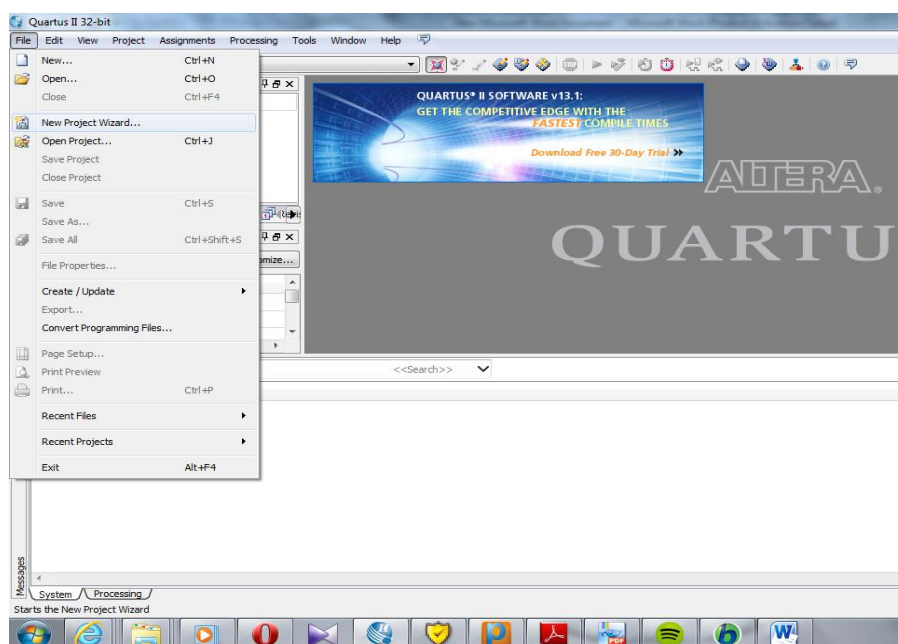 Quartus II 32-bit
File Edit View Project Assignments Processing Tools Window Help
New... Ctrl+N
Open... Ctrl+O
Close Ctrl+F4
New Project Wizard...
Open Project... Ctrl+J
Save Project
Close Project
Save Ctrl+S
Save As...
Save All Ctrl+Shift+S
File Properties...
Create / Update
Export...
Convert Programming Files...
Page Setup...
Print Preview
Print... Ctrl+P
Recent Files
Recent Projects
Exit Alt+F4
omize...
QUARTUS® II SOFTWARE v13.1:
GET THE COMPETITIVE EDGE WITH THE
FASTEST COMPILE TIMES
Download Free 30-Day Trial »
ALTERA®
QUARTU
<<Search>>
Messages
System Processing
Starts the New Project Wizard